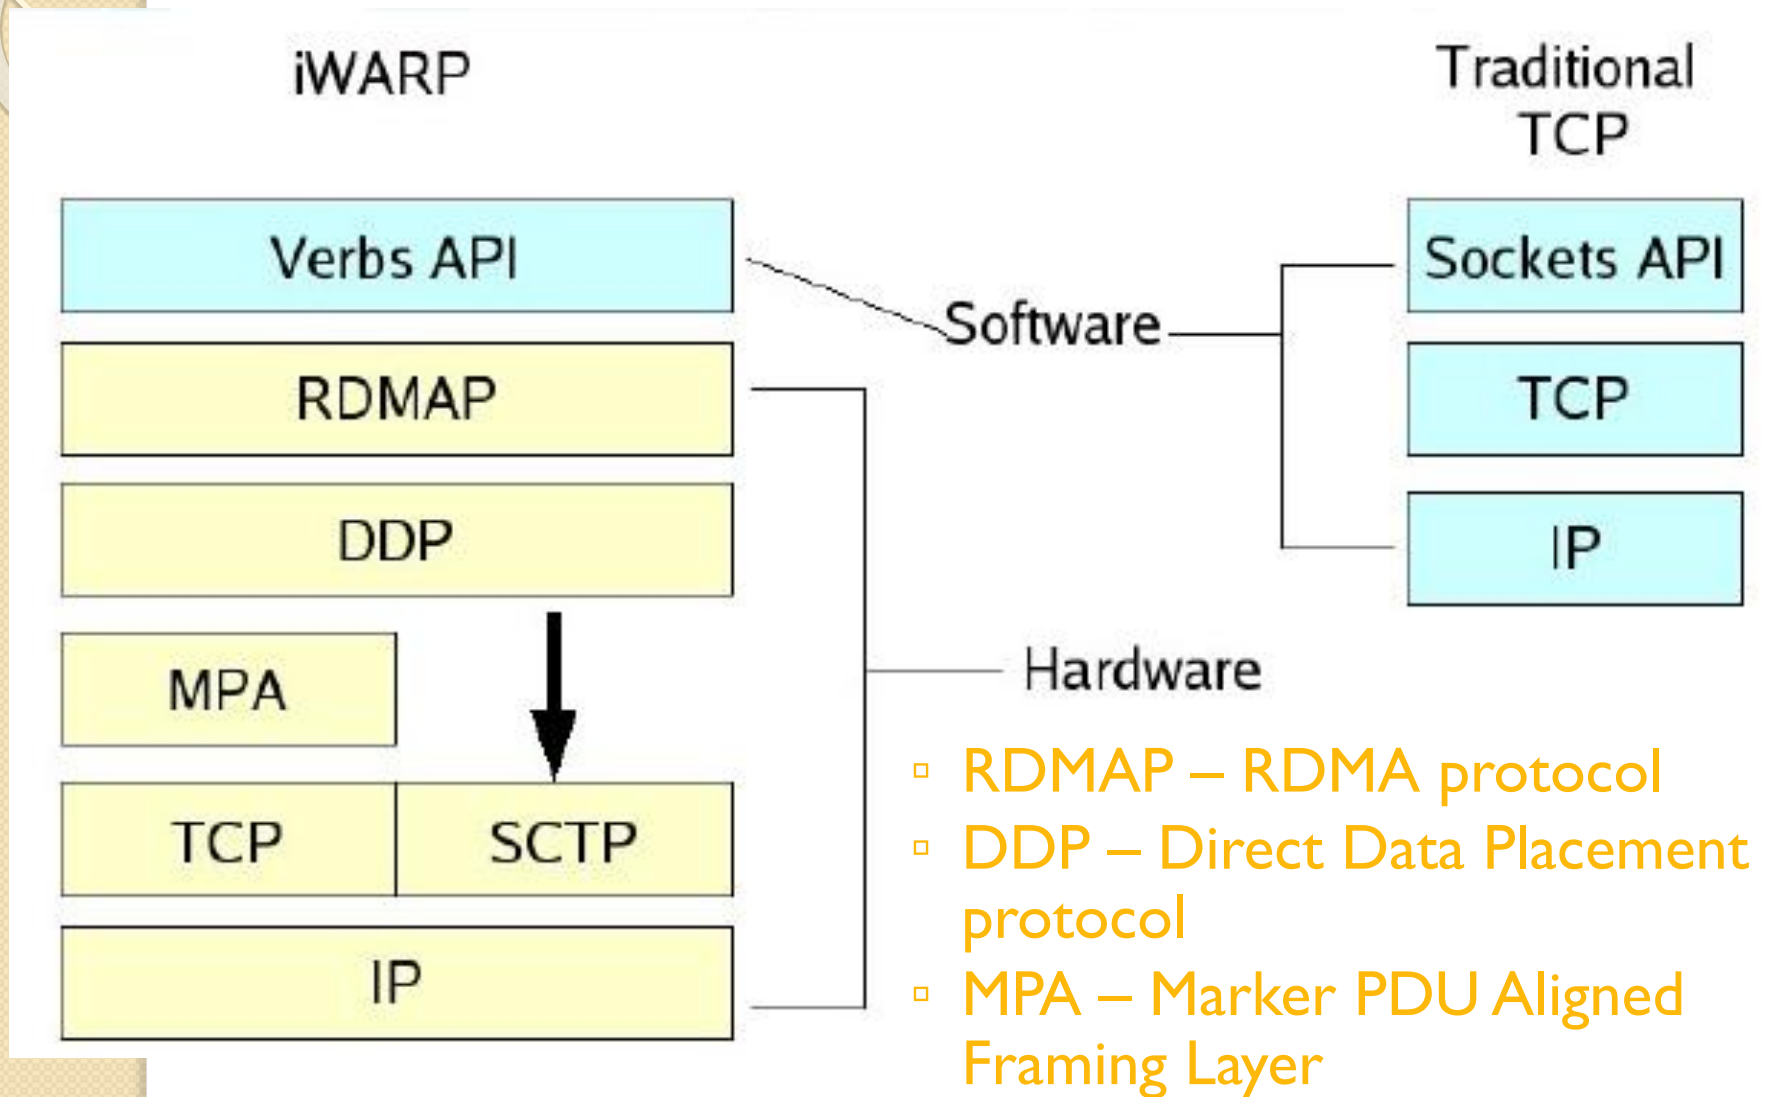 iWARP
Traditional
TCP
Verbs API
RDMAP
DDP
MPA
TCP
SCTP
IP
Software
Hardware
Sockets API
TCP
IP
▫ RDMAP – RDMA protocol
▫ DDP – Direct Data Placement
protocol
▫ MPA – Marker PDU Aligned
Framing Layer